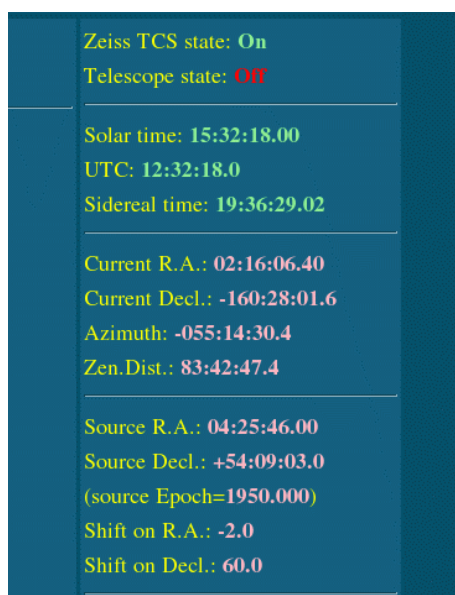 Zeiss TCS state: On
Telescope state: Off
Solar time: 15:32:18.00
UTC: 12:32:18.0
Sidereal time: 19:36:29.02
Current R.A.: 02:16:06.40
Current Decl.: -160:28:01.6
Azimuth: -055:14:30.4
Zen.Dist.: 83:42:47.4
Source R.A.: 04:25:46.00
Source Decl.: +54:09:03.0
(source Epoch=1950.000)
Shift on R.A.: -2.0
Shift on Decl.: 60.0